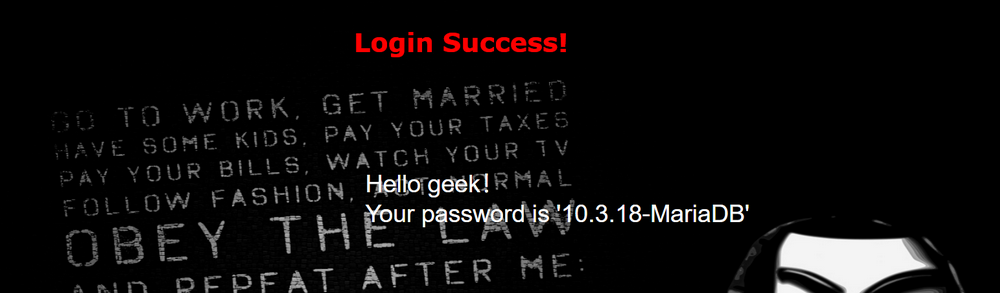 Login Success!
GO TO WORK, GET MARRIED
HAVE SOME KIDS, PAY YOUR TAXES
PAY YOUR BILLS, WATCH YOUR TV
FOLLOW FASHION, ACT NORMAL
Hello geek!
OBEY THE LAW
Your password is '10.3.18-MariaDB'
AND REPEAT AFTER ME: